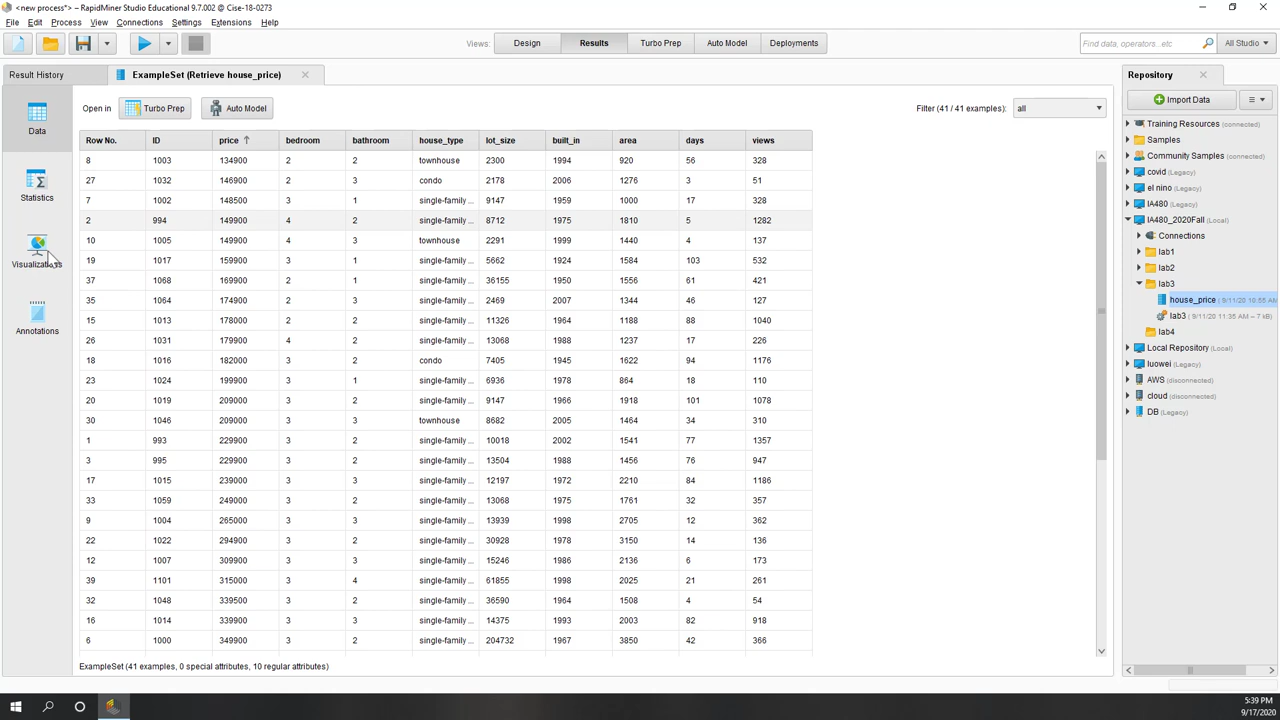 <new process*> – RapidMiner Studio Educational 9.7.002 @ Cise-18-0273
File Edit Process View Connections Settings Extensions Help
Views: Design Results Turbo Prep Auto Model Deployments Find data, operators...etc All Studio
Result History ExampleSet (Retrieve house_price) Repository
Open in Turbo Prep Auto Model Filter (41 / 41 examples): all
Row No. ID price bedroom bathroom house_type lot_size built_in area days views
8 1003 134900 2 2 townhouse 2300 1994 920 56 328
27 1032 146900 2 3 condo 2178 2006 1276 3 51
7 1002 148500 3 1 single-family ... 9147 1959 1000 17 328
2 994 149900 4 2 single-family ... 8712 1975 1810 5 1282
10 1005 149900 4 3 townhouse 2291 1999 1440 4 137
19 1017 159900 3 1 single-family ... 5662 1924 1584 103 532
37 1068 169900 2 1 single-family ... 36155 1950 1556 61 421
35 1064 174900 2 3 single-family ... 2469 2007 1344 46 127
15 1013 178000 2 2 single-family ... 11326 1964 1188 88 1040
26 1031 179900 4 2 single-family ... 13068 1988 1237 17 226
18 1016 182000 3 2 condo 7405 1945 1622 94 1176
23 1024 199900 3 1 single-family ... 6936 1978 864 18 110
20 1019 209000 3 2 single-family ... 9147 1966 1918 101 1078
30 1046 209000 3 3 townhouse 8682 2005 1464 34 310
1 993 229900 3 2 single-family ... 10018 2002 1541 77 1357
3 995 229900 3 2 single-family ... 13504 1988 1456 76 947
17 1015 239000 3 2 single-family ... 12197 1972 2210 84 1186
33 1059 249000 3 2 single-family ... 13068 1975 1761 32 357
9 1004 265000 3 3 single-family ... 13939 1998 2705 12 362
22 1022 294900 3 2 single-family ... 30928 1978 3150 14 136
12 1007 309900 3 3 single-family ... 15246 1986 2136 6 173
39 1101 315000 3 4 single-family ... 61855 1998 2025 21 261
32 1048 339500 3 3 single-family ... 36590 1964 1508 4 54
16 1014 339900 3 3 single-family ... 14375 1993 2003 82 918
6 1000 349900 3 2 single-family ... 204732 1967 3850 42 366
ExampleSet (41 examples, 0 special attributes, 10 regular attributes)
Data
Statistics
Visualizations
Annotations
Import Data
Training Resources (connected)
Samples
Community Samples (connected)
covid (Legacy)
el nino (Legacy)
IA480 (Legacy)
IA480_2020Fall (Local)
Connections
lab1
lab2
lab3
house_price ( 9/11/20 10:55 AM
lab3 ( 9/11/20 11:35 AM – 7 kB)
lab4
Local Repository (Local)
luowei (Legacy)
AWS (disconnected)
cloud (disconnected)
DB (Legacy)
5:39 PM
9/17/2020